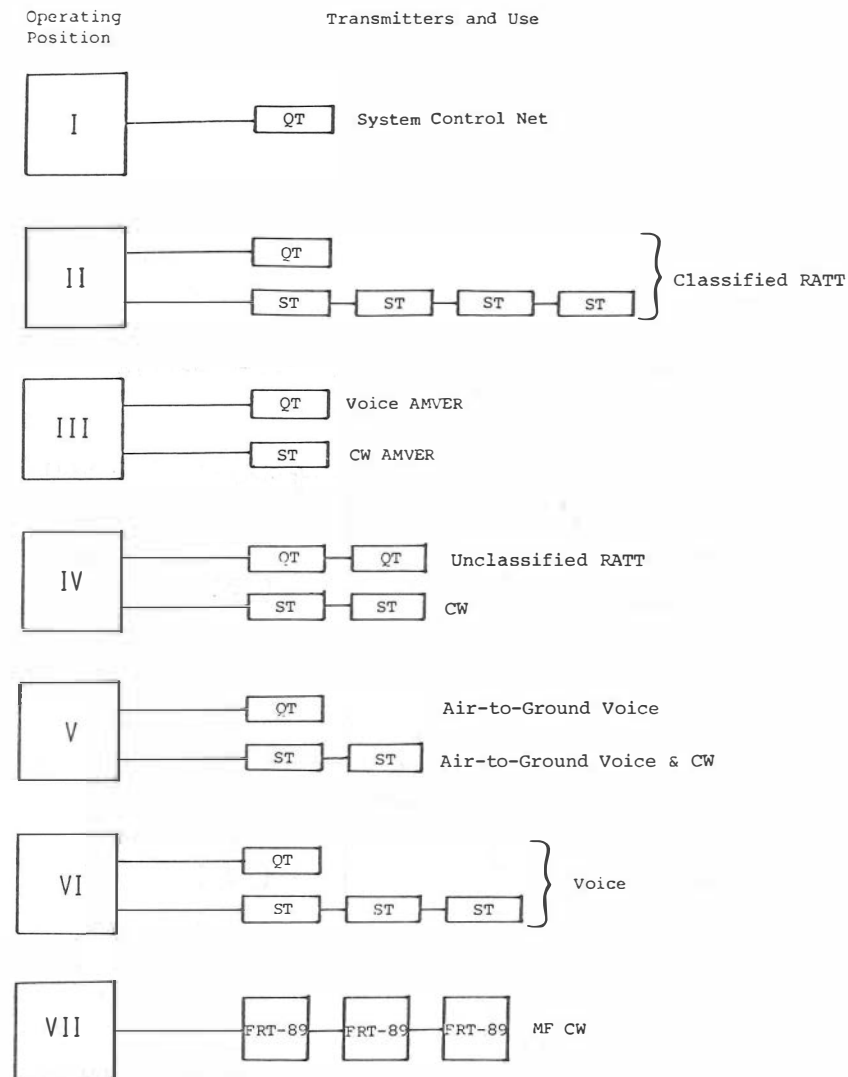 Operating Position
Transmitters and Use
I
QT
System Control Net
II
QT
ST ST ST ST
Classified RATT
III
QT
Voice AMVER
ST
CW AMVER
IV
QT QT
Unclassified RATT
ST ST
CW
V
QT
Air-to-Ground Voice
ST ST
Air-to-Ground Voice & CW
VI
QT
ST ST ST
Voice
VII
FRT-89 FRT-89 FRT-89
MF CW